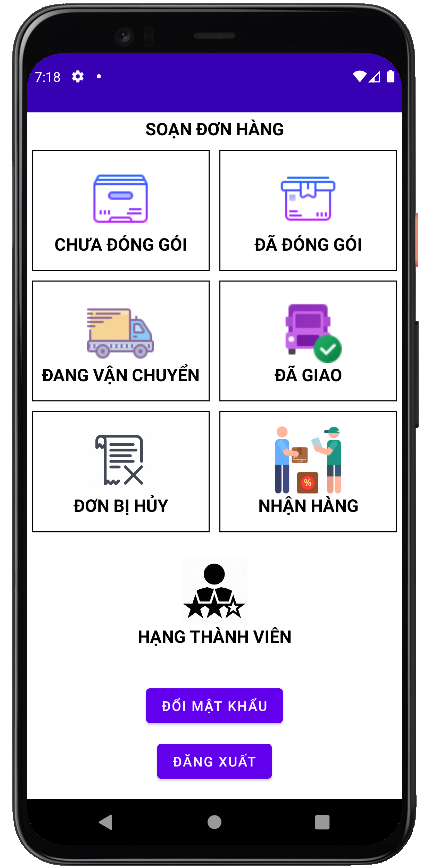 7:18
SOẠN ĐƠN HÀNG
CHƯA ĐÓNG GÓI
ĐÃ ĐÓNG GÓI
ĐANG VẬN CHUYỂN
ĐÃ GIAO
ĐƠN BỊ HỦY
%
NHẬN HÀNG
HẠNG THÀNH VIÊN
ĐỔI MẬT KHẨU
ĐĂNG XUẤT